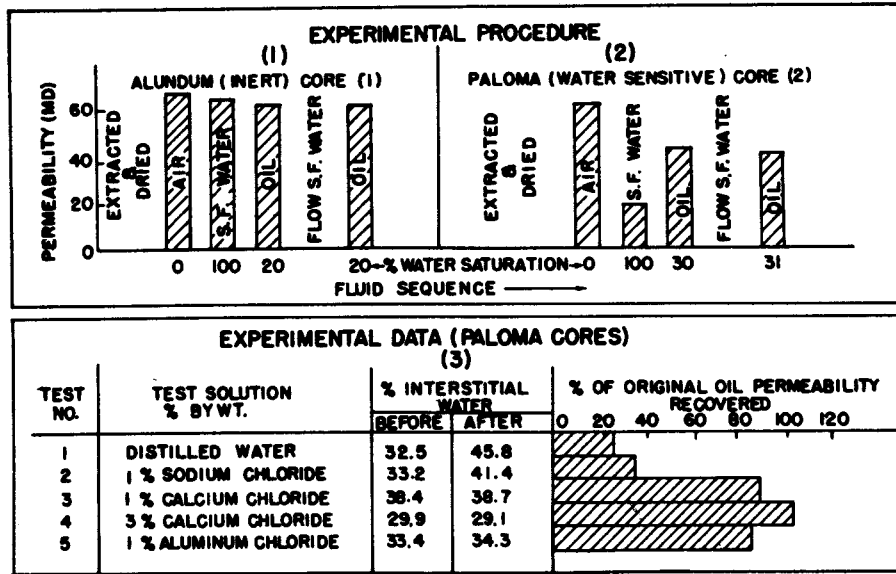 EXPERIMENTAL PROCEDURE
(1)
(2)
ALUNDUM (INERT) CORE (1)
PALOMA (WATER SENSITIVE) CORE (2)
PERMEABILITY (MD)
60
40
20
0
EXTRACTED & DRIED
AIR
S.F. WATER
OIL
FLOW S.F. WATER
OIL
EXTRACTED & DRIED
AIR
S.F. WATER
OIL
FLOW S.F. WATER
OIL
0 100 20 20 % WATER SATURATION 0 100 30 31
FLUID SEQUENCE
EXPERIMENTAL DATA (PALOMA CORES)
(3)
TEST NO.
TEST SOLUTION
% BY WT.
% INTERSTITIAL
WATER
BEFORE AFTER
% OF ORIGINAL OIL PERMEABILITY
RECOVERED
0 20 40 60 80 100 120
1 DISTILLED WATER 32.5 45.8
2 1% SODIUM CHLORIDE 33.2 41.4
3 1% CALCIUM CHLORIDE 38.4 38.7
4 3% CALCIUM CHLORIDE 29.9 29.1
5 1% ALUMINUM CHLORIDE 33.4 34.3